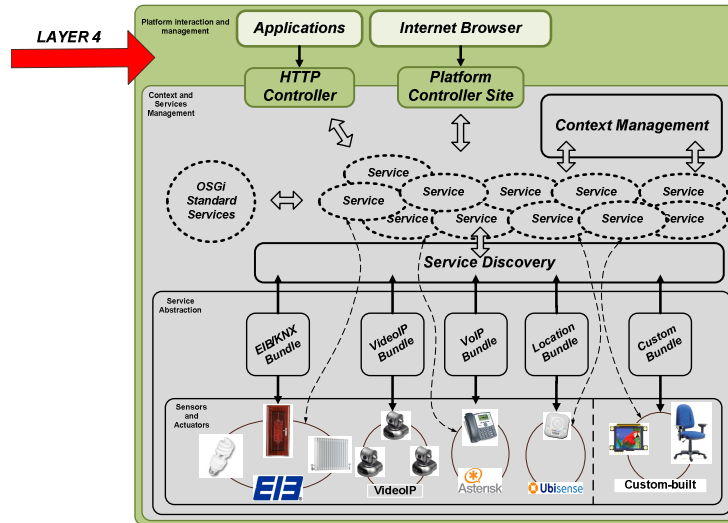 LAYER 4
Platform interaction and
management
Applications
Internet Browser
HTTP
Controller
Platform
Controller Site
Context and
Services
Management
Context Management
OSGi
Standard
Services
Service
Service
Service
Service
Service
Service
Service
Service
Service
Service
Service
Service Discovery
Service
Abstraction
EIB/KNX
Bundle
VideoIP
Bundle
VoIP
Bundle
Location
Bundle
Custom
Bundle
Sensors
and
Actuators
EIB
VideoIP
Asterisk
Ubisense
Custom-built